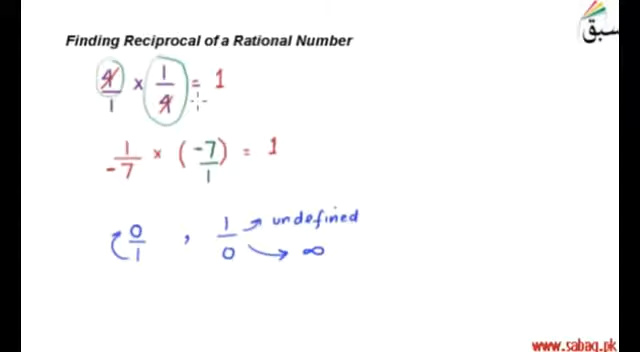 سبق
Finding Reciprocal of a Rational Number
4/1 × 1/4 = 1
1/-7 × (-7/1) = 1
0/1 , 1/0 → undefined
→ ∞
www.sabaq.pk